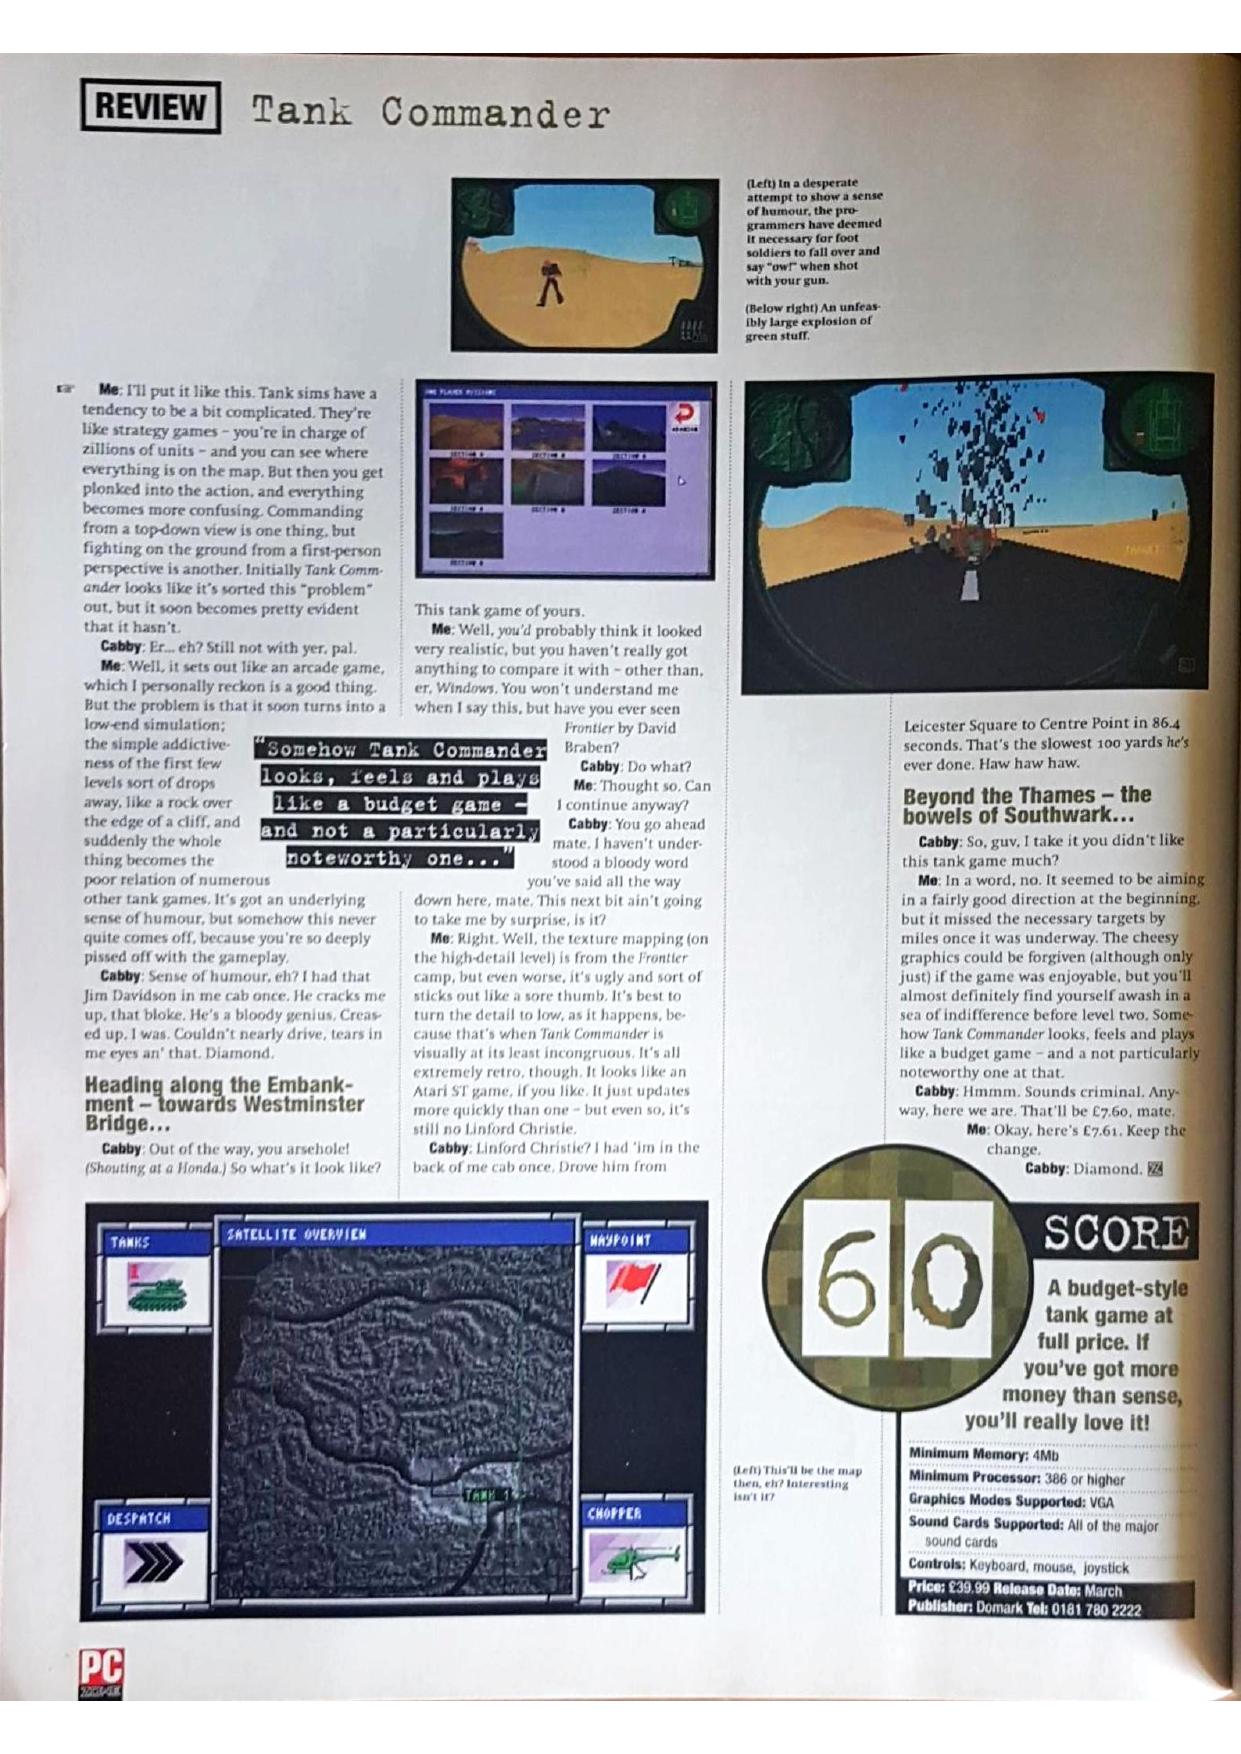 REVIEW Tank Commander
(Left) In a desperate
attempt to show a sense
of humour, the pro-
grammers have deemed
it necessary for foot
soldiers to fall over and
say "ow!" when shot
with your gun.
(Below right) An unfeas-
ibly large explosion of
green stuff.
Me: I'll put it like this. Tank sims have a
tendency to be a bit complicated. They're
like strategy games – you're in charge of
zillions of units – and you can see where
everything is on the map. But then you get
plonked into the action, and everything
becomes more confusing. Commanding
from a top-down view is one thing, but
fighting on the ground from a first-person
perspective is another. Initially Tank Comm-
ander looks like it's sorted this "problem"
out, but it soon becomes pretty evident
that it hasn't.
Cabby: Er... eh? Still not with yer, pal.
Me: Well, it sets out like an arcade game,
which I personally reckon is a good thing.
But the problem is that it soon turns into a
low-end simulation;
the simple addictive-
ness of the first few
levels sort of drops
away, like a rock over
the edge of a cliff, and
suddenly the whole
thing becomes the
poor relation of numerous
other tank games. It's got an underlying
sense of humour, but somehow this never
quite comes off, because you're so deeply
pissed off with the gameplay.
Cabby: Sense of humour, eh? I had that
Jim Davidson in me cab once. He cracks me
up, that bloke. He's a bloody genius. Creas-
ed up, I was. Couldn't nearly drive, tears in
me eyes an' that. Diamond.
Heading along the Embank-
ment – towards Westminster
Bridge...
Cabby: Out of the way, you arsehole!
(Shouting at a Honda.) So what's it look like?
ONE PLAYER MISSIONS
"Somehow Tank Commander
looks, feels and plays
like a budget game –
and not a particularly
noteworthy one..."
This tank game of yours.
Me: Well, you'd probably think it looked
very realistic, but you haven't really got
anything to compare it with – other than,
er, Windows. You won't understand me
when I say this, but have you ever seen
Frontier by David
Braben?
Cabby: Do what?
Me: Thought so. Can
I continue anyway?
Cabby: You go ahead
mate. I haven't under-
stood a bloody word
you've said all the way
down here, mate. This next bit ain't going
to take me by surprise, is it?
Me: Right. Well, the texture mapping (on
the high-detail level) is from the Frontier
camp, but even worse, it's ugly and sort of
sticks out like a sore thumb. It's best to
turn the detail to low, as it happens, be-
cause that's when Tank Commander is
visually at its least incongruous. It's all
extremely retro, though. It looks like an
Atari ST game, if you like. It just updates
more quickly than one – but even so, it's
still no Linford Christie.
Cabby: Linford Christie? I had 'im in the
back of me cab once. Drove him from
Leicester Square to Centre Point in 86.4
seconds. That's the slowest 100 yards he's
ever done. Haw haw haw.
Beyond the Thames – the
bowels of Southwark...
Cabby: So, guv, I take it you didn't like
this tank game much?
Me: In a word, no. It seemed to be aiming
in a fairly good direction at the beginning,
but it missed the necessary targets by
miles once it was underway. The cheesy
graphics could be forgiven (although only
just) if the game was enjoyable, but you'll
almost definitely find yourself awash in a
sea of indifference before level two. Some-
how Tank Commander looks, feels and plays
like a budget game – and a not particularly
noteworthy one at that.
Cabby: Hmmm. Sounds criminal. Any-
way, here we are. That'll be £7.60, mate.
Me: Okay, here's £7.61. Keep the
change.
Cabby: Diamond.
TANKS
SATELLITE OVERVIEW
WAYPOINT
TANK 1
DESPATCH
CHOPPER
(Left) This'll be the map
then, eh? Interesting
isn't it?
60
SCORE
A budget-style
tank game at
full price. If
you've got more
money than sense,
you'll really love it!
Minimum Memory: 4Mb
Minimum Processor: 386 or higher
Graphics Modes Supported: VGA
Sound Cards Supported: All of the major
sound cards
Controls: Keyboard, mouse, joystick
Price: £39.99 Release Date: March
Publisher: Domark Tel: 0181 780 2222
PC
ZONE